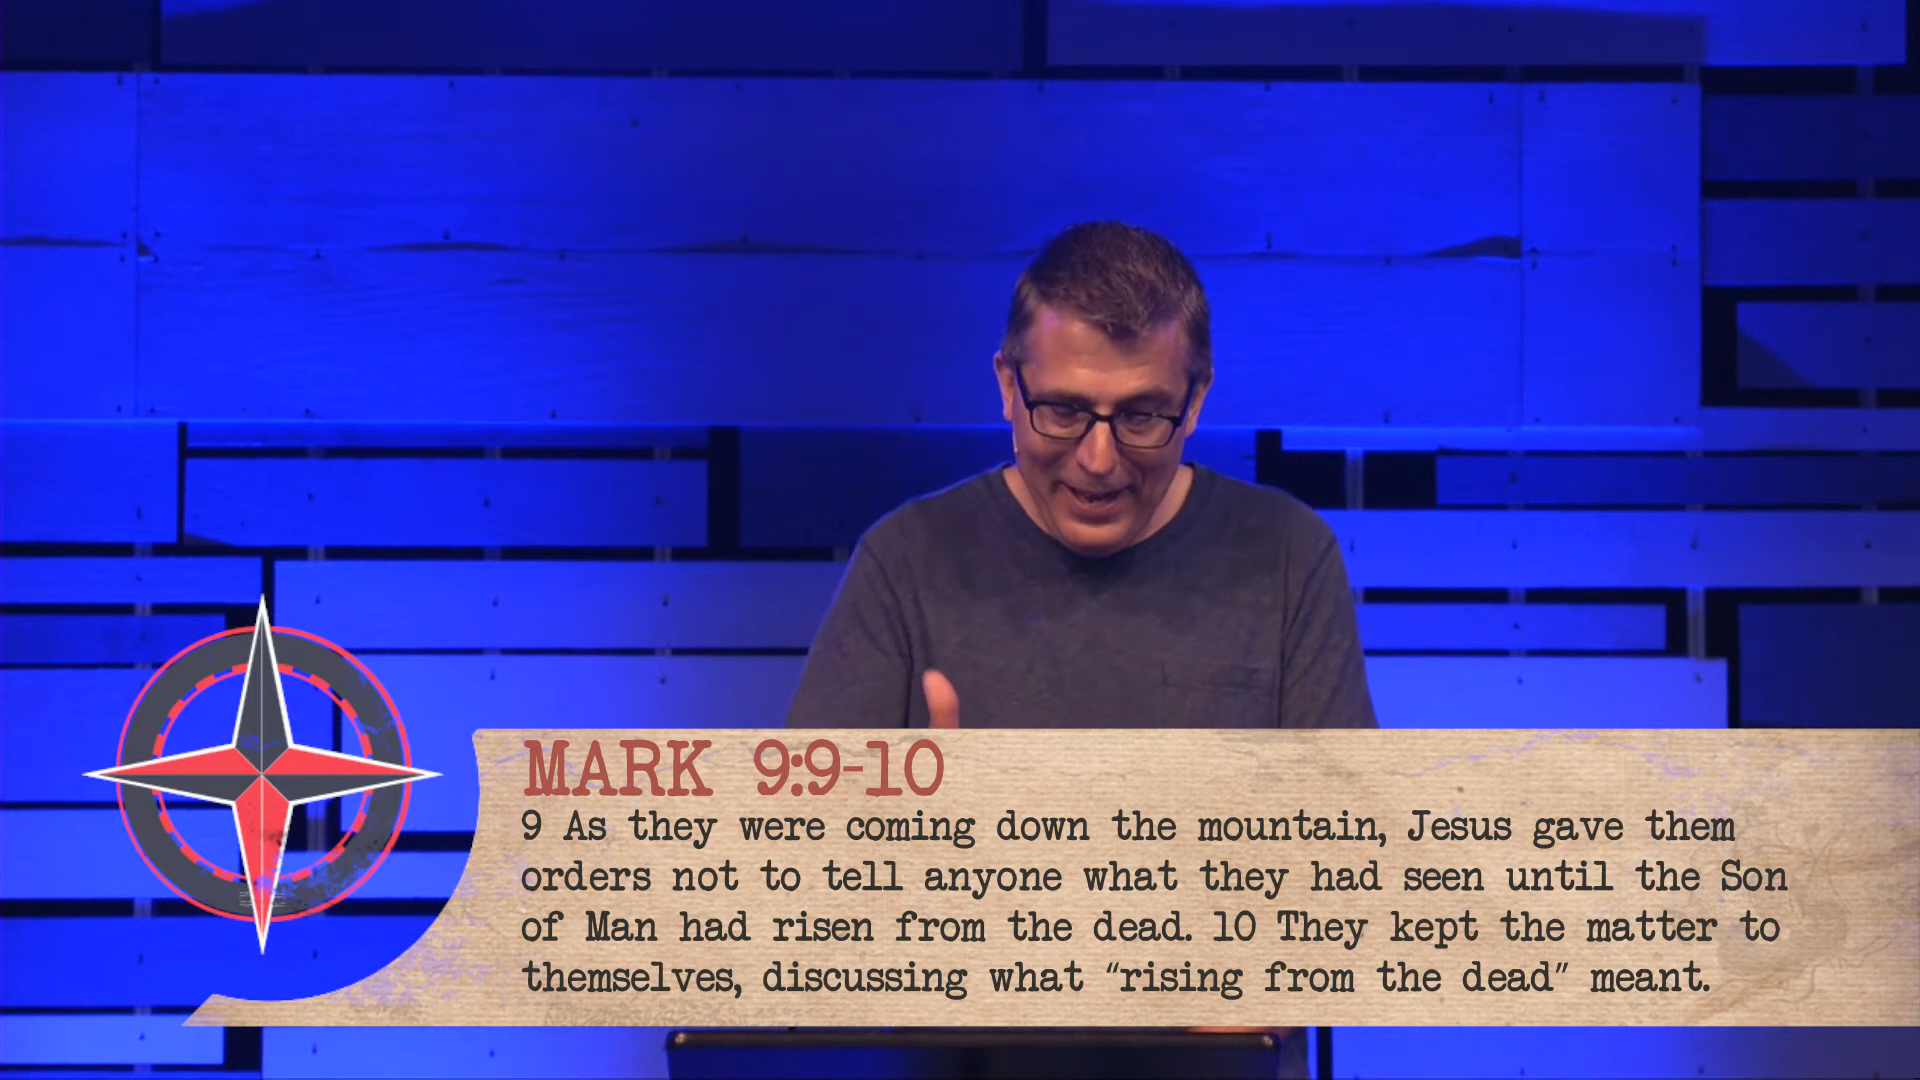 MARK 9:9-10
9 As they were coming down the mountain, Jesus gave them
orders not to tell anyone what they had seen until the Son
of Man had risen from the dead. 10 They kept the matter to
themselves, discussing what “rising from the dead” meant.